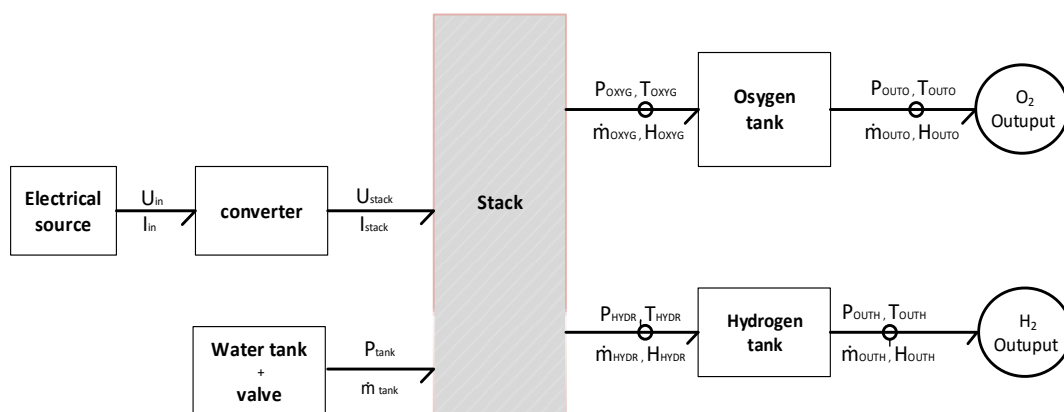 Electrical
source
Uin
Iin
converter
Ustack
Istack
Water tank
+
valve
Ptank
ṁ tank
Stack
POXYG , TOXYG
ṁOXYG , HOXYG
Osygen
tank
POUTO , TOUTO
ṁOUTO , HOUTO
O2
Outuput
PHYDR , THYDR
ṁHYDR , HHYDR
Hydrogen
tank
POUTH , TOUTH
ṁOUTH , HOUTH
H2
Outuput